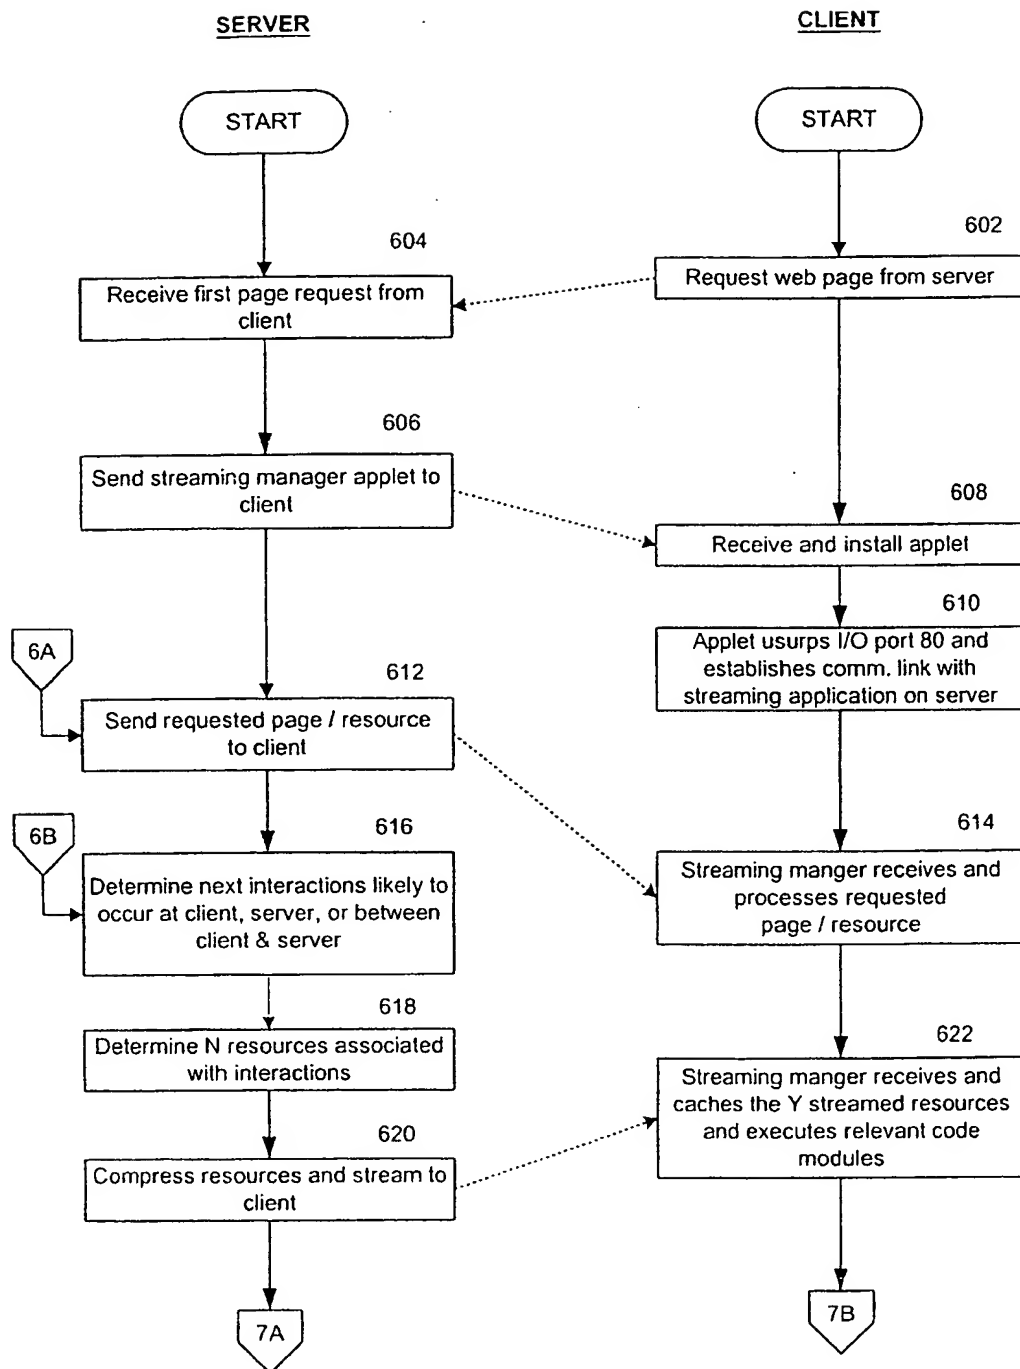 SERVER
CLIENT
START
START
604
602
Receive first page request from
client
Request web page from server
606
Send streaming manager applet to
client
608
Receive and install applet
610
6A
Applet usurps I/O port 80 and
establishes comm. link with
streaming application on server
612
Send requested page / resource
to client
6B
616
614
Determine next interactions likely to
occur at client, server, or between
client & server
Streaming manger receives and
processes requested
page / resource
618
Determine N resources associated
with interactions
622
Streaming manger receives and
caches the Y streamed resources
and executes relevant code
modules
620
Compress resources and stream to
client
7A
7B